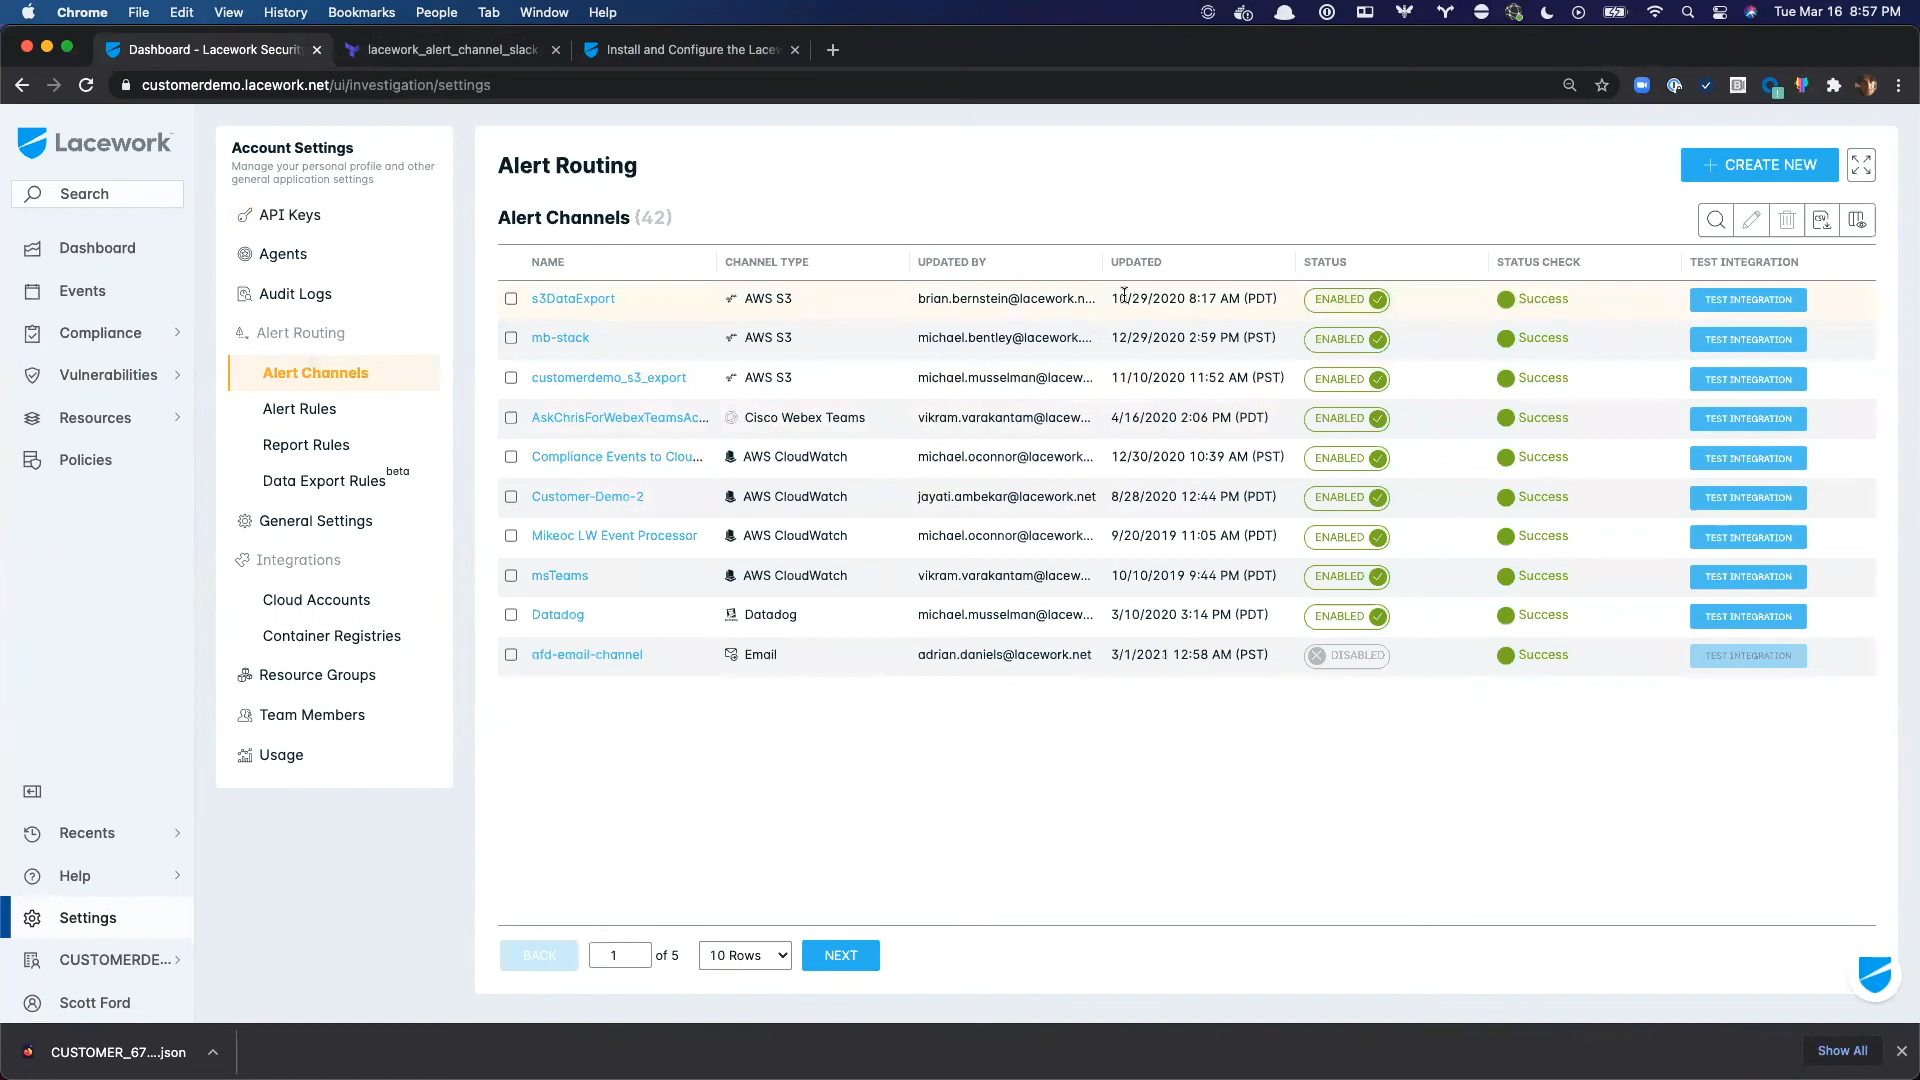 Chrome File Edit View History Bookmarks People Tab Window Help Tue Mar 16 8:57 PM
Dashboard - Lacework Securit lacework_alert_channel_slack Install and Configure the Lacew
customerdemo.lacework.net/ui/investigation/settings
Lacework
Search
Dashboard
Events
Compliance
Vulnerabilities
Resources
Policies
Recents
Help
Settings
CUSTOMERDE...
Scott Ford
Account Settings
Manage your personal profile and other
general application settings
API Keys
Agents
Audit Logs
Alert Routing
Alert Channels
Alert Rules
Report Rules
Data Export Rules beta
General Settings
Integrations
Cloud Accounts
Container Registries
Resource Groups
Team Members
Usage
Alert Routing
+ CREATE NEW
Alert Channels (42)
CSV
NAME CHANNEL TYPE UPDATED BY UPDATED STATUS STATUS CHECK TEST INTEGRATION
s3DataExport AWS S3 brian.bernstein@lacework.n... 10/29/2020 8:17 AM (PDT) ENABLED Success TEST INTEGRATION
mb-stack AWS S3 michael.bentley@lacework.... 12/29/2020 2:59 PM (PST) ENABLED Success TEST INTEGRATION
customerdemo_s3_export AWS S3 michael.musselman@lacew... 11/10/2020 11:52 AM (PST) ENABLED Success TEST INTEGRATION
AskChrisForWebexTeamsAc... Cisco Webex Teams vikram.varakantam@lacew... 4/16/2020 2:06 PM (PDT) ENABLED Success TEST INTEGRATION
Compliance Events to Clou... AWS CloudWatch michael.oconnor@lacework... 12/30/2020 10:39 AM (PST) ENABLED Success TEST INTEGRATION
Customer-Demo-2 AWS CloudWatch jayati.ambekar@lacework.net 8/28/2020 12:44 PM (PDT) ENABLED Success TEST INTEGRATION
Mikeoc LW Event Processor AWS CloudWatch michael.oconnor@lacework... 9/20/2019 11:05 AM (PDT) ENABLED Success TEST INTEGRATION
msTeams AWS CloudWatch vikram.varakantam@lacew... 10/10/2019 9:44 PM (PDT) ENABLED Success TEST INTEGRATION
Datadog Datadog michael.musselman@lacew... 3/10/2020 3:14 PM (PDT) ENABLED Success TEST INTEGRATION
afd-email-channel Email adrian.daniels@lacework.net 3/1/2021 12:58 AM (PST) DISABLED Success TEST INTEGRATION
BACK 1 of 5 10 Rows NEXT
CUSTOMER_67....json Show All